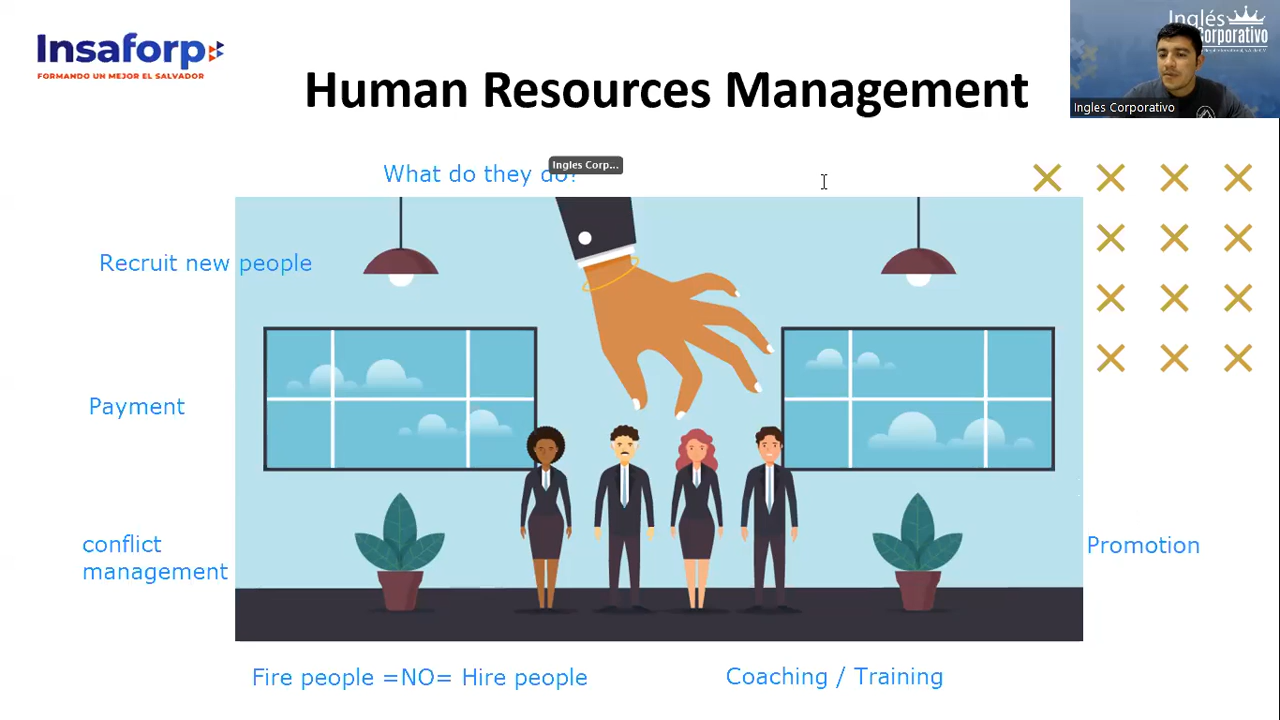 Insaforp
FORMANDO UN MEJOR EL SALVADOR
Human Resources Management
Inglés
Corporativo
Ingles Corporativo
What do they do?
Ingles Corp...
Recruit new people
Payment
conflict
management
Promotion
Fire people =NO= Hire people
Coaching / Training